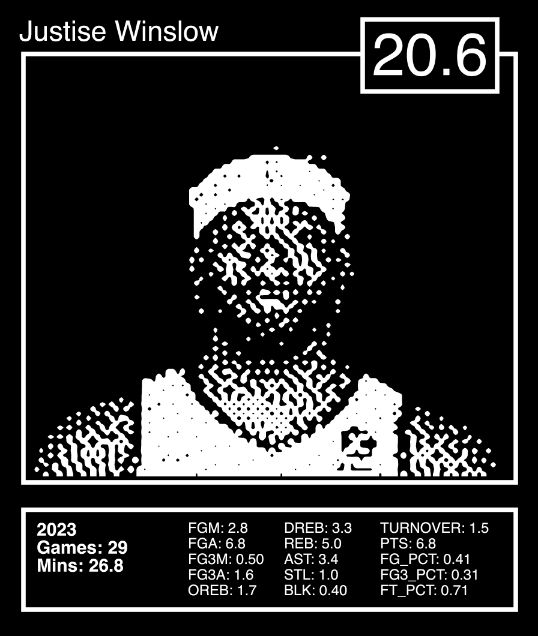 Justise Winslow
20.6
2023
Games: 29
Mins: 26.8
FGM: 2.8
FGA: 6.8
FG3M: 0.50
FG3A: 1.6
OREB: 1.7
DREB: 3.3
REB: 5.0
AST: 3.4
STL: 1.0
BLK: 0.40
TURNOVER: 1.5
PTS: 6.8
FG_PCT: 0.41
FG3_PCT: 0.31
FT_PCT: 0.71